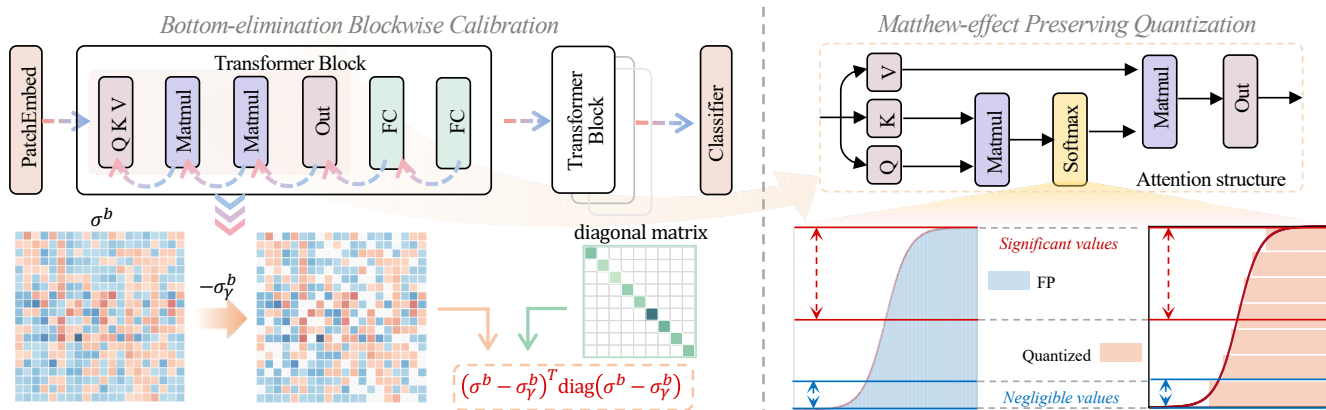 Bottom-elimination Blockwise Calibration
PatchEmbed
Transformer Block
Q K V
Matmul
Matmul
Out
FC
FC
Transformer
Block
Classifier
σ^b
−σ_γ^b
diagonal matrix
(σ^b − σ_γ^b)^T diag(σ^b − σ_γ^b)
Matthew-effect Preserving Quantization
V
K
Q
Matmul
Softmax
Matmul
Out
Attention structure
Significant values
FP
Quantized
Negligible values